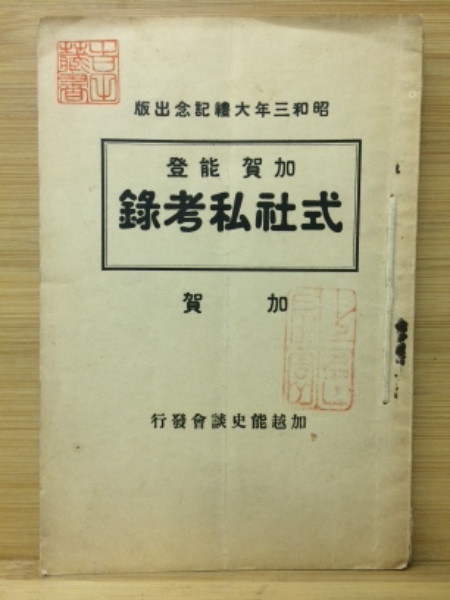 昭和三年大禮記念出版
加賀 能登
式社私考錄
加賀
加越能史談會發行